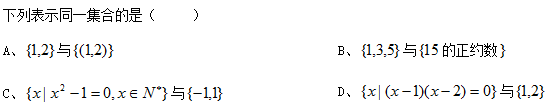 下列表示同一集合的是（　　）
A、{1,2}与{(1,2)}　　B、{1,3,5}与{15的正约数}
C、{x | x² −1 = 0, x ∈ N*}与{−1,1}　　D、{x | (x −1)(x − 2) = 0}与{1,2}